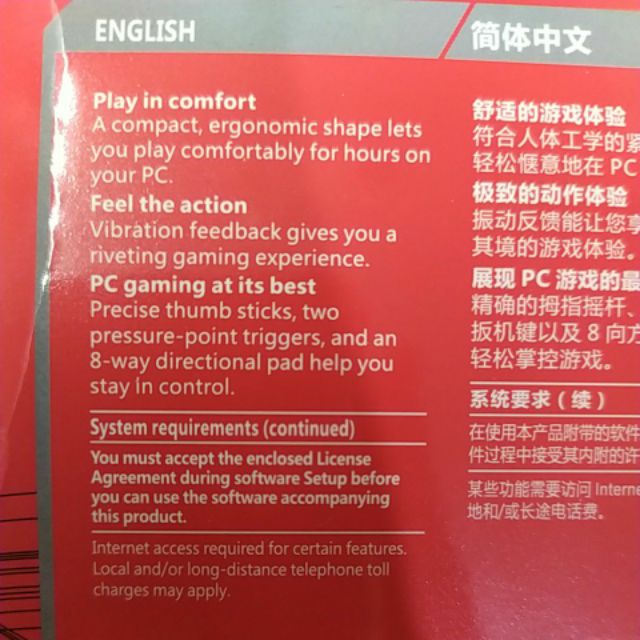 ENGLISH
Play in comfort
A compact, ergonomic shape lets
you play comfortably for hours on
your PC.
Feel the action
Vibration feedback gives you a
riveting gaming experience.
PC gaming at its best
Precise thumb sticks, two
pressure-point triggers, and an
8-way directional pad help you
stay in control.
System requirements (continued)
You must accept the enclosed License
Agreement during software Setup before
you can use the software accompanying
this product.
Internet access required for certain features.
Local and/or long-distance telephone toll
charges may apply.
简体中文
舒适的游戏体验
符合人体工学的紧
轻松惬意地在 PC
极致的动作体验
振动反馈能让您享
其境的游戏体验。
展现 PC 游戏的最
精确的拇指摇杆、
扳机键以及 8 向方
轻松掌控游戏。
系统要求（续）
在使用本产品附带的软件
件过程中接受其内附的许
某些功能需要访问 Interne
地和/或长途电话费。